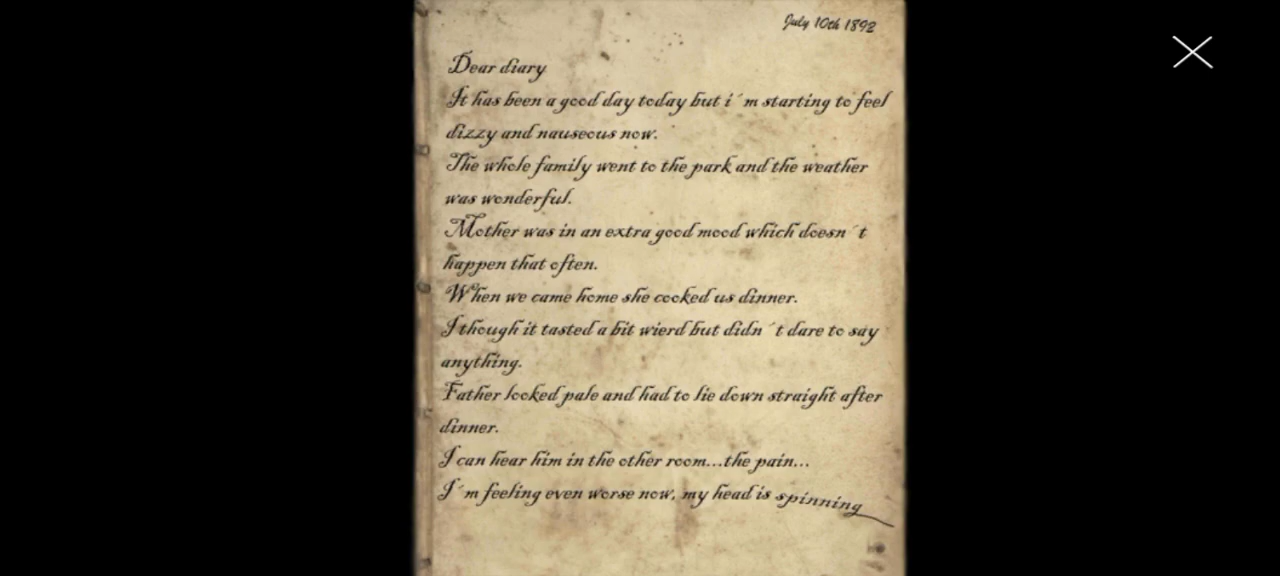 July 10th 1892
Dear diary
It has been a good day today but i´m starting to feel
dizzy and nauseous now.
The whole family went to the park and the weather
was wonderful.
Mother was in an extra good mood which doesn´t
happen that often.
When we came home she cooked us dinner.
I though it tasted a bit wierd but didn´t dare to say
anything.
Father looked pale and had to lie down straight after
dinner.
I can hear him in the other room...the pain...
I´m feeling even worse now, my head is spinning